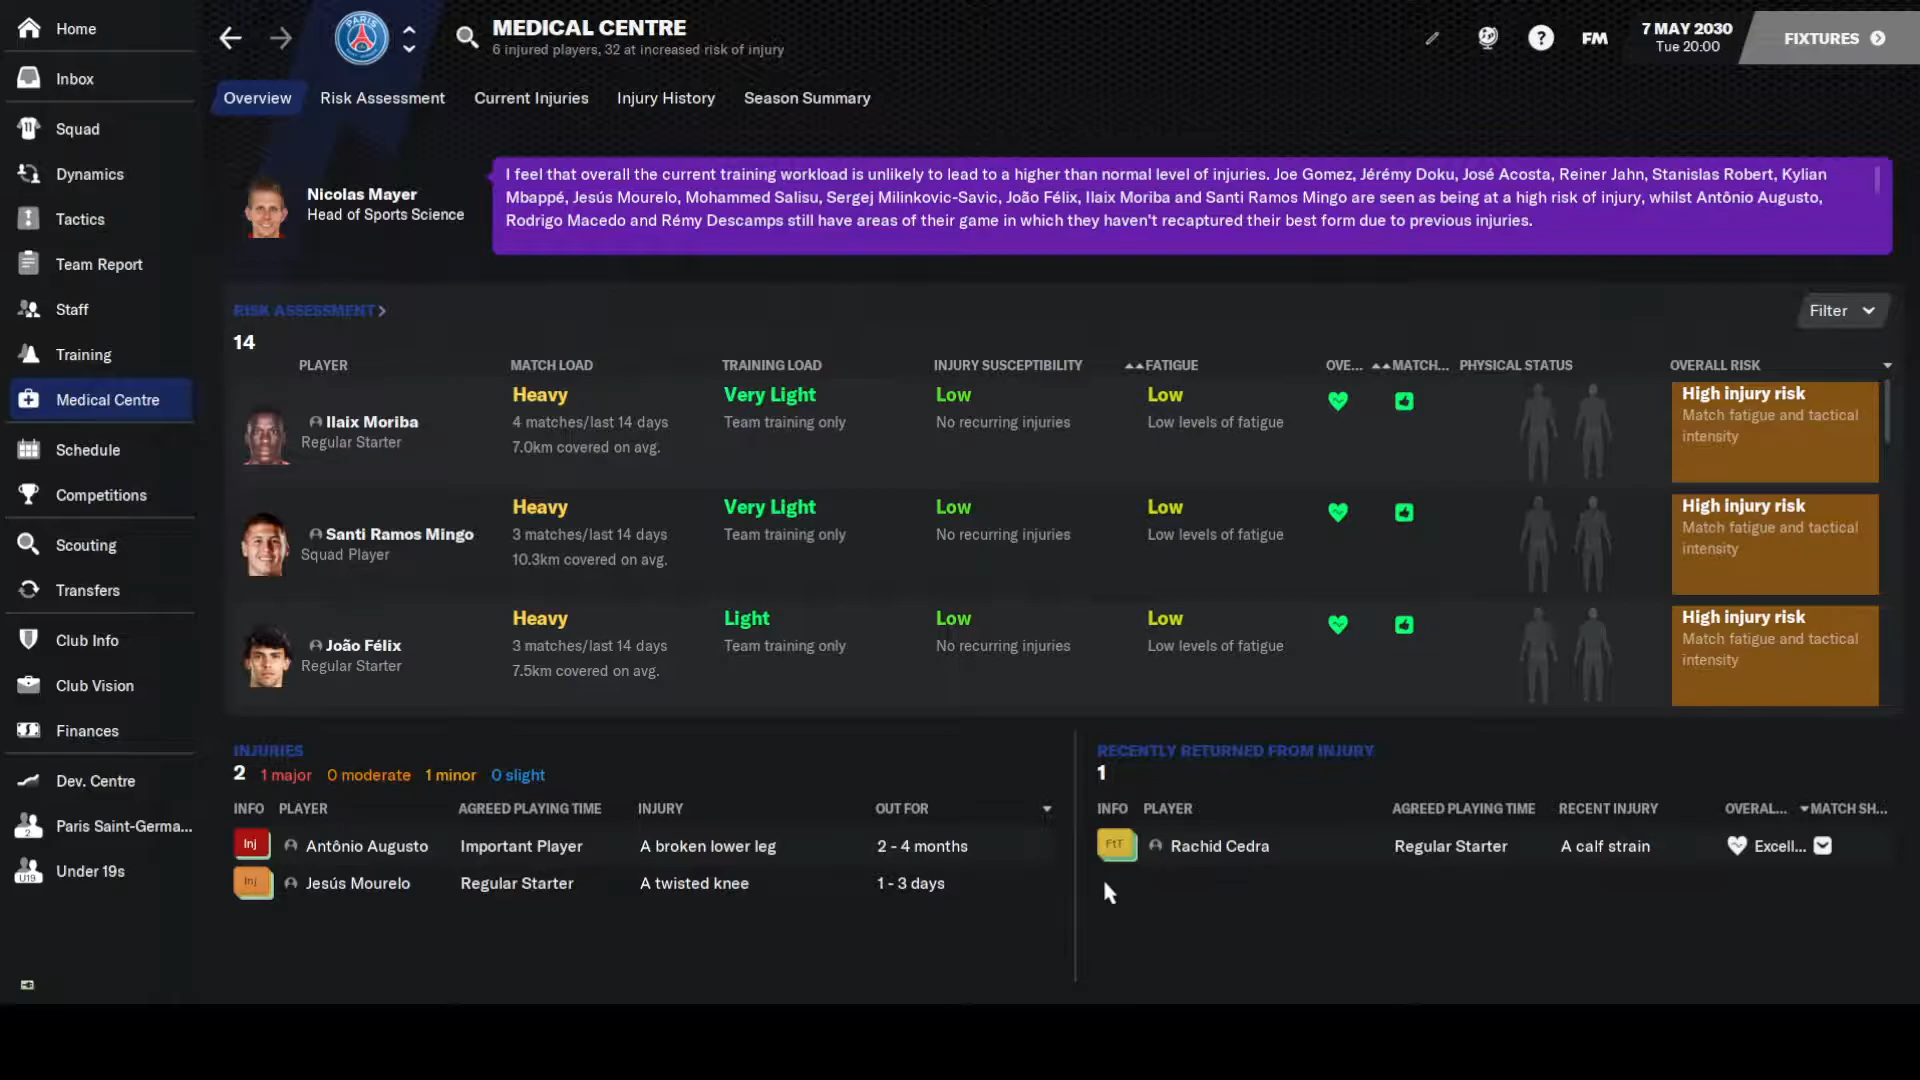 Home
Inbox
Squad
Dynamics
Tactics
Team Report
Staff
Training
Medical Centre
Schedule
Competitions
Scouting
Transfers
Club Info
Club Vision
Finances
Dev. Centre
2 Paris Saint-Germa...
U19 Under 19s
PARIS
MEDICAL CENTRE
6 injured players, 32 at increased risk of injury
? FM
7 MAY 2030
Tue 20:00
FIXTURES
Overview Risk Assessment Current Injuries Injury History Season Summary
Nicolas Mayer
Head of Sports Science
I feel that overall the current training workload is unlikely to lead to a higher than normal level of injuries. Joe Gomez, Jérémy Doku, José Acosta, Reiner Jahn, Stanislas Robert, Kylian
Mbappé, Jesús Mourelo, Mohammed Salisu, Sergej Milinkovic-Savic, João Félix, Ilaix Moriba and Santi Ramos Mingo are seen as being at a high risk of injury, whilst Antônio Augusto,
Rodrigo Macedo and Rémy Descamps still have areas of their game in which they haven't recaptured their best form due to previous injuries.
RISK ASSESSMENT
Filter
14
PLAYER MATCH LOAD TRAINING LOAD INJURY SUSCEPTIBILITY FATIGUE OVE... MATCH... PHYSICAL STATUS OVERALL RISK
Heavy Very Light Low Low High injury risk
Ilaix Moriba 4 matches/last 14 days Team training only No recurring injuries Low levels of fatigue Match fatigue and tactical
Regular Starter 7.0km covered on avg. intensity
Heavy Very Light Low Low High injury risk
Santi Ramos Mingo 3 matches/last 14 days Team training only No recurring injuries Low levels of fatigue Match fatigue and tactical
Squad Player 10.3km covered on avg. intensity
Heavy Light Low Low High injury risk
João Félix 3 matches/last 14 days Team training only No recurring injuries Low levels of fatigue Match fatigue and tactical
Regular Starter 7.5km covered on avg. intensity
INJURIES
2 1 major 0 moderate 1 minor 0 slight
INFO PLAYER AGREED PLAYING TIME INJURY OUT FOR
Inj Antônio Augusto Important Player A broken lower leg 2 - 4 months
Inj Jesús Mourelo Regular Starter A twisted knee 1 - 3 days
RECENTLY RETURNED FROM INJURY
1
INFO PLAYER AGREED PLAYING TIME RECENT INJURY OVERAL... MATCH SH...
FtT Rachid Cedra Regular Starter A calf strain Excell...